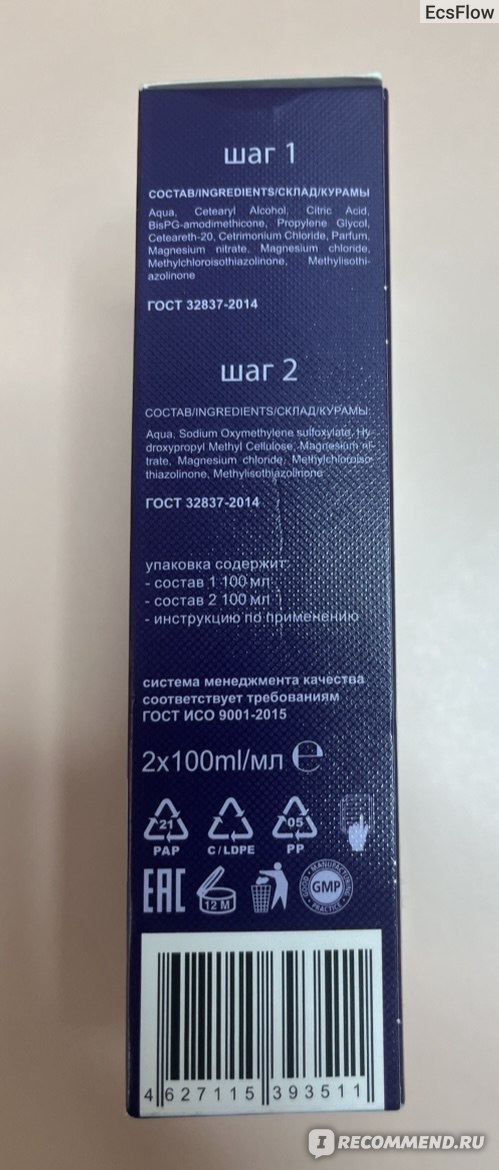 EcsFlow
шаг 1
СОСТАВ/INGREDIENTS/СКЛАД/КУРАМЫ
Aqua, Cetearyl Alcohol, Citric Acid,
BisPG-amodimethicone, Propylene Glycol,
Ceteareth-20, Cetrimonium Chloride, Parfum,
Magnesium nitrate, Magnesium chloride,
Methylchloroisothiazolinone, Methylisothi-
azolinone
ГОСТ 32837-2014
шаг 2
СОСТАВ/INGREDIENTS/СКЛАД/КУРАМЫ:
Aqua, Sodium Oxymethylene sulfoxylate, Hy-
droxypropyl Methyl Cellulose, Magnesium ni-
trate, Magnesium chloride, Methylchloroiso-
thiazolinone, Methylisothiazolinone
ГОСТ 32837-2014
упаковка содержит:
- состав 1 100 мл
- состав 2 100 мл
- инструкцию по применению
система менеджмента качества
соответствует требованиям
ГОСТ ИСО 9001-2015
2x100ml/мл ℮
21 05
PAP C/LDPE PP
EAC 12 M GOOD MANUFACTURING PRACTICE GMP
4 627115 393511
I RECOMMEND.RU